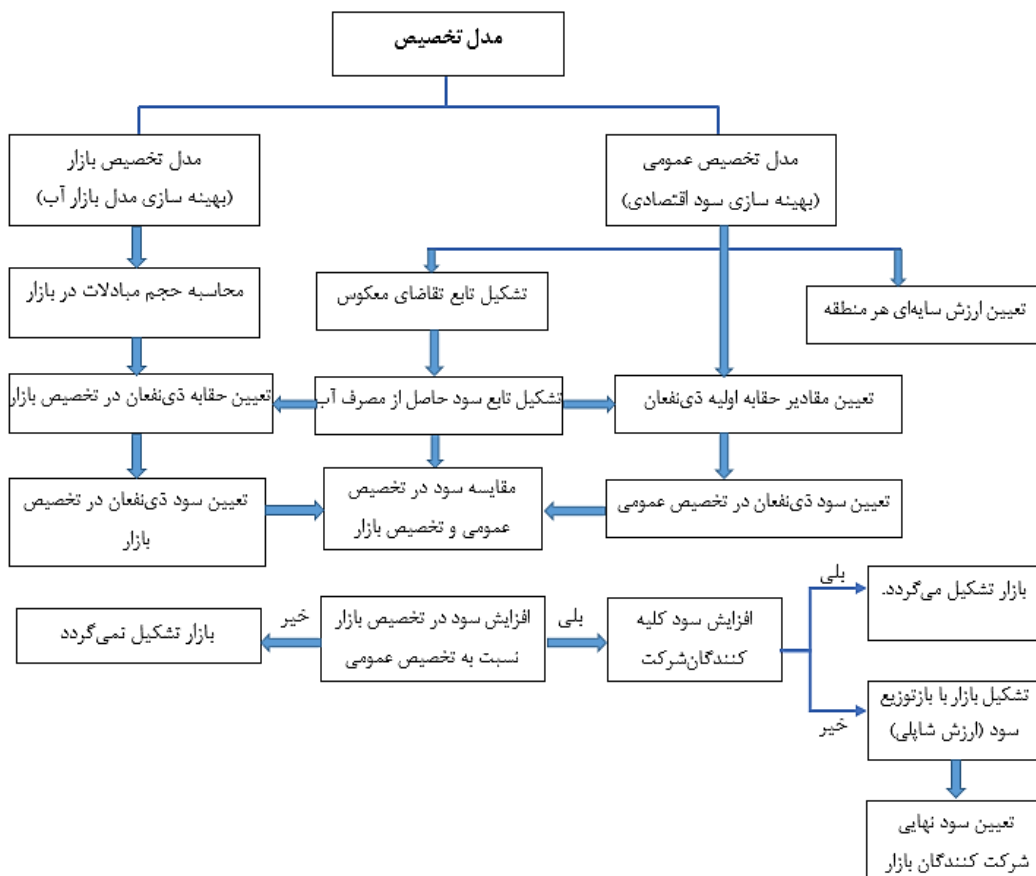 مدل تخصیص
مدل تخصیص عمومی
(بهینه سازی سود اقتصادی)
مدل تخصیص بازار
(بهینه سازی مدل بازار آب)
تعیین ارزش سایه‌ای هر منطقه
تشکیل تابع تقاضای معکوس
محاسبه حجم مبادلات در بازار
تعیین مقادیر حقابه اولیه ذی‌نفعان
تشکیل تابع سود حاصل از مصرف آب
تعیین حقابه ذی‌نفعان در تخصیص بازار
تعیین سود ذی‌نفعان در تخصیص عمومی
مقایسه سود در تخصیص
عمومی و تخصیص بازار
تعیین سود ذی‌نفعان در تخصیص
بازار
بازار تشکیل می‌گردد.
بلی
افزایش سود کلیه
کنندگان‌شرکت
بلی
افزایش سود در تخصیص بازار
نسبت به تخصیص عمومی
خیر
بازار تشکیل نمی‌گردد
خیر
تشکیل بازار با بازتوزیع
سود (ارزش شاپلی)
تعیین سود نهایی
شرکت کنندگان بازار